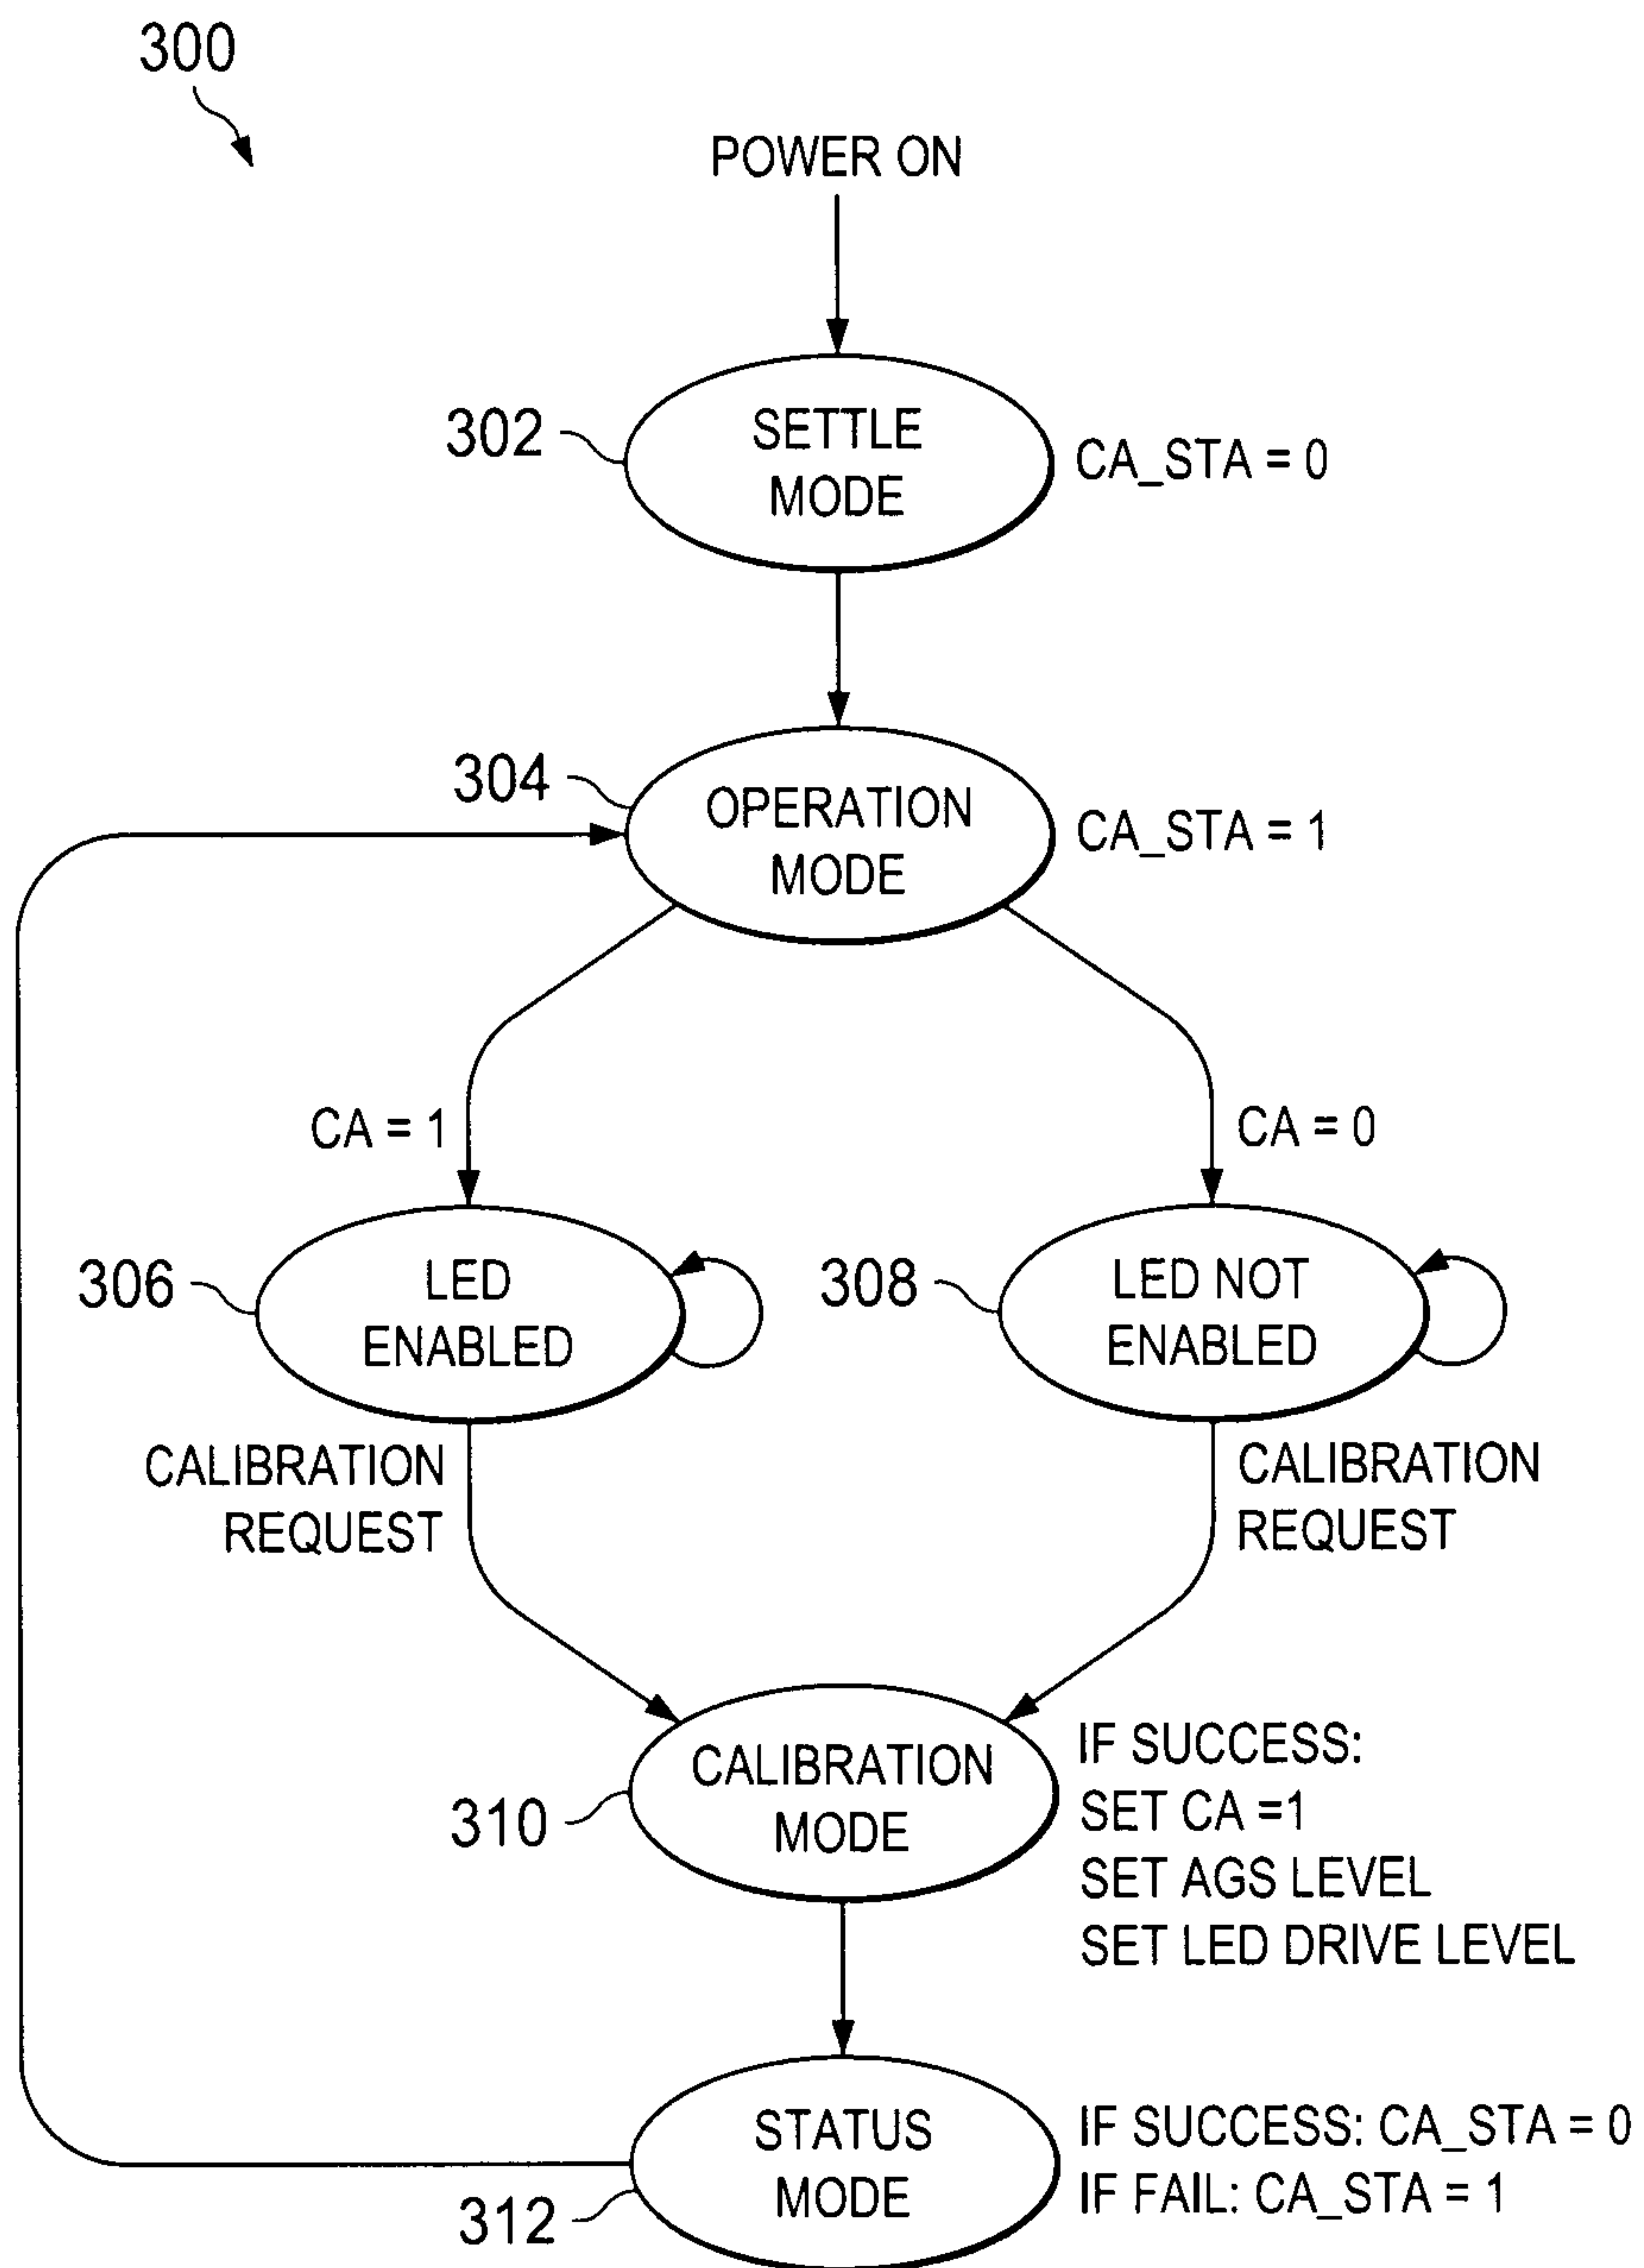 300
POWER ON
302
SETTLE
MODE
CA_STA = 0
304
OPERATION
MODE
CA_STA = 1
CA = 1
CA = 0
306
LED
ENABLED
308
LED NOT
ENABLED
CALIBRATION
REQUEST
CALIBRATION
REQUEST
310
CALIBRATION
MODE
IF SUCCESS:
SET CA =1
SET AGS LEVEL
SET LED DRIVE LEVEL
312
STATUS
MODE
IF SUCCESS: CA_STA = 0
IF FAIL: CA_STA = 1